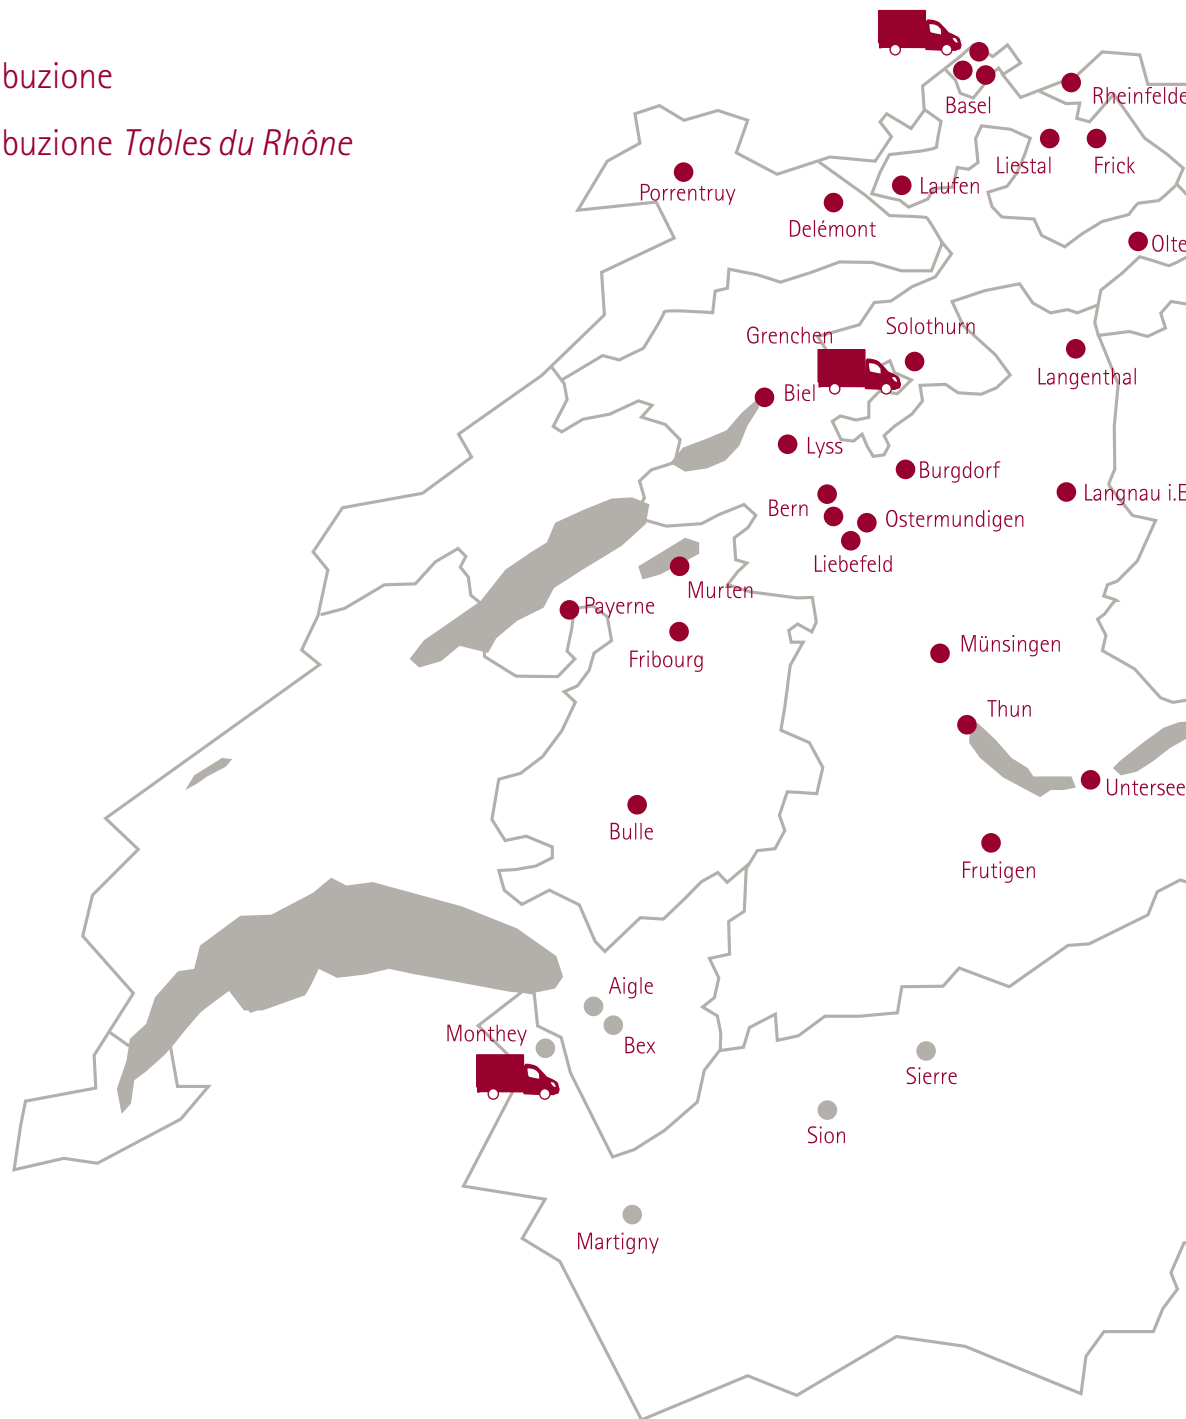 buzione
buzione Tables du Rhône
Basel
Rheinfelde
Liestal
Frick
Laufen
Porrentruy
Delémont
Olte
Grenchen
Solothurn
Langenthal
Biel
Lyss
Burgdorf
Langnau i.E
Bern
Ostermundigen
Liebefeld
Murten
Payerne
Fribourg
Münsingen
Thun
Untersee
Bulle
Frutigen
Aigle
Monthey
Bex
Sierre
Sion
Martigny